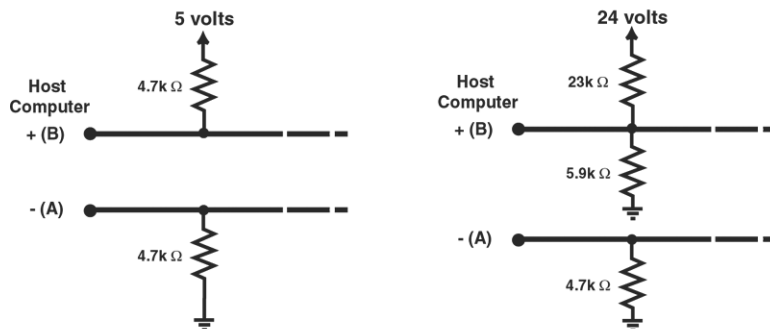 5 volts
4.7k Ω
Host
Computer
+ (B)
- (A)
4.7k Ω
24 volts
23k Ω
Host
Computer
+ (B)
5.9k Ω
- (A)
4.7k Ω